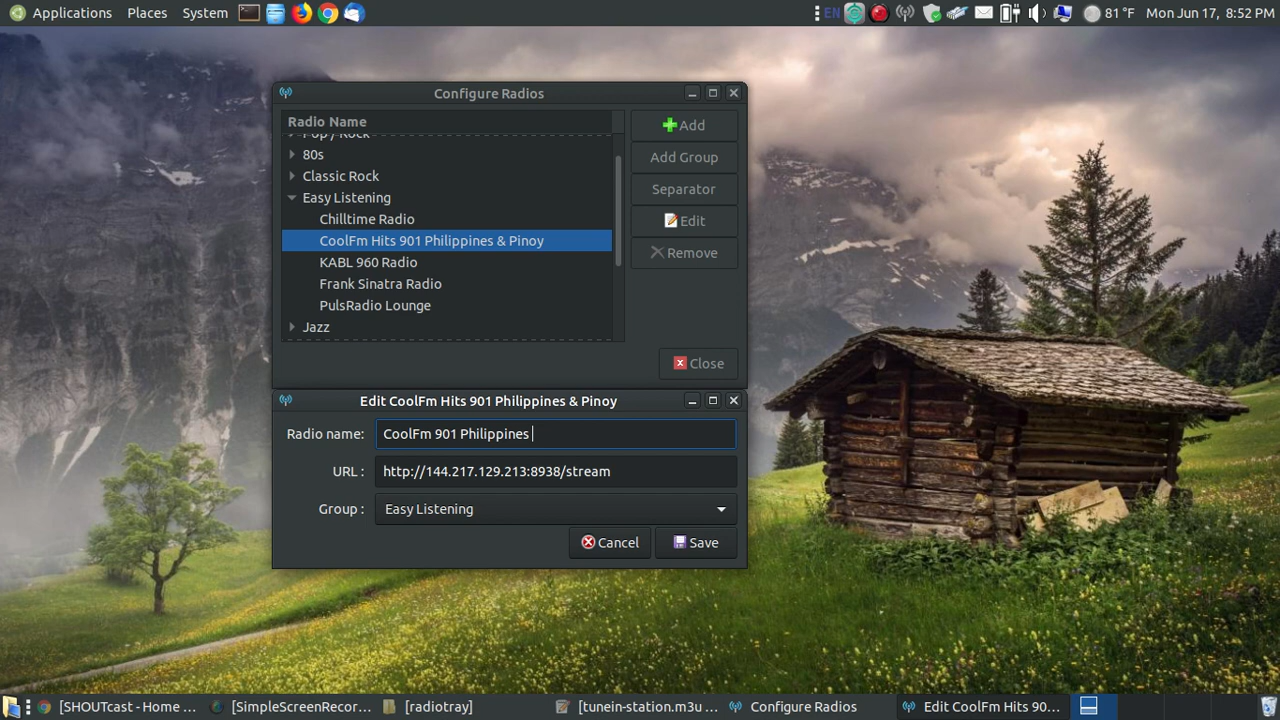 Applications Places System EN 81 °F Mon Jun 17, 8:52 PM
Configure Radios
Radio Name
Pop / Rock
80s
Classic Rock
Easy Listening
Chilltime Radio
CoolFm Hits 901 Philippines & Pinoy
KABL 960 Radio
Frank Sinatra Radio
PulsRadio Lounge
Jazz
Add
Add Group
Separator
Edit
Remove
Close
Edit CoolFm Hits 901 Philippines & Pinoy
Radio name: CoolFm 901 Philippines
URL : http://144.217.129.213:8938/stream
Group : Easy Listening
Cancel Save
[SHOUTcast - Home ... [SimpleScreenRecor... [radiotray] [tunein-station.m3u ... Configure Radios Edit CoolFm Hits 90...